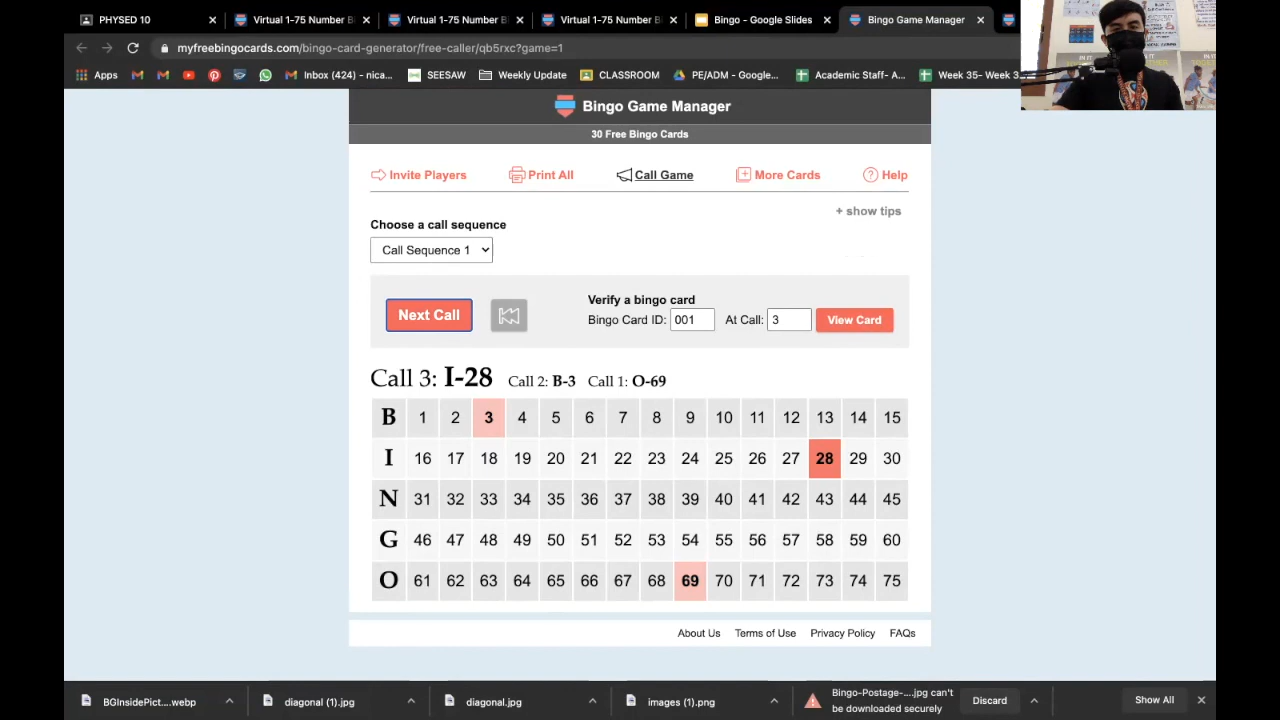 PHYSED 10
Virtual 1-75 Number B
Virtual 1-75 Number
Virtual 1-75 Number
Bingo - Google Slides
Bingo Game Manager
myfreebingocards.com/bingo-card-generator/free-caller/qb5rxc?game=1
Apps
Inbox (424) - mica...
SEESAW
Weekly Update
CLASSROOM
PE/ADM - Google...
Academic Staff- A...
Week 35- Week 3
Bingo Game Manager
30 Free Bingo Cards
Invite Players
Print All
Call Game
More Cards
Help
+ show tips
Choose a call sequence
Call Sequence 1
Next Call
Verify a bingo card
Bingo Card ID: 001 At Call: 3 View Card
Call 3: I-28 Call 2: B-3 Call 1: O-69
B 1 2 3 4 5 6 7 8 9 10 11 12 13 14 15
I 16 17 18 19 20 21 22 23 24 25 26 27 28 29 30
N 31 32 33 34 35 36 37 38 39 40 41 42 43 44 45
G 46 47 48 49 50 51 52 53 54 55 56 57 58 59 60
O 61 62 63 64 65 66 67 68 69 70 71 72 73 74 75
About Us Terms of Use Privacy Policy FAQs
BGInsidePict....webp
diagonal (1).jpg
diagonal.jpg
images (1).png
Bingo-Postage-....jpg can't
be downloaded securely
Discard
Show All